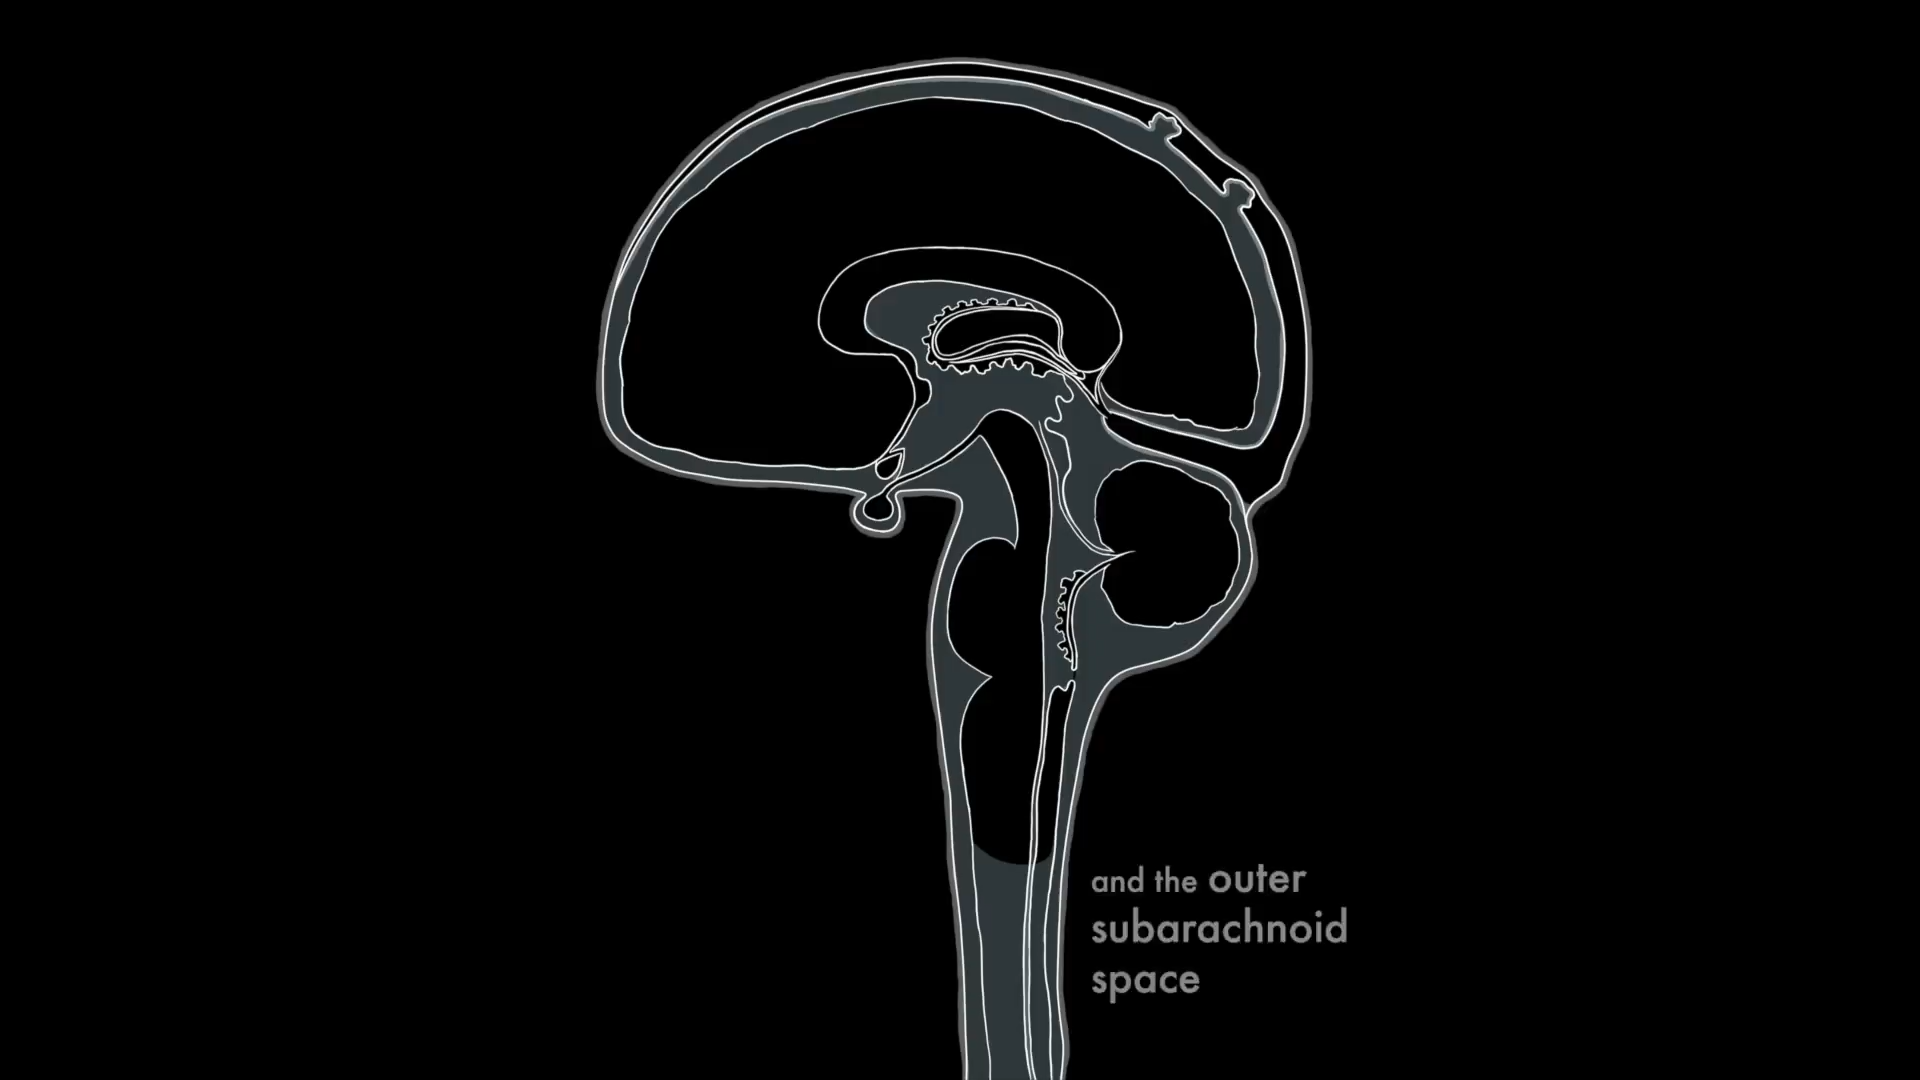 and the outer
subarachnoid
space